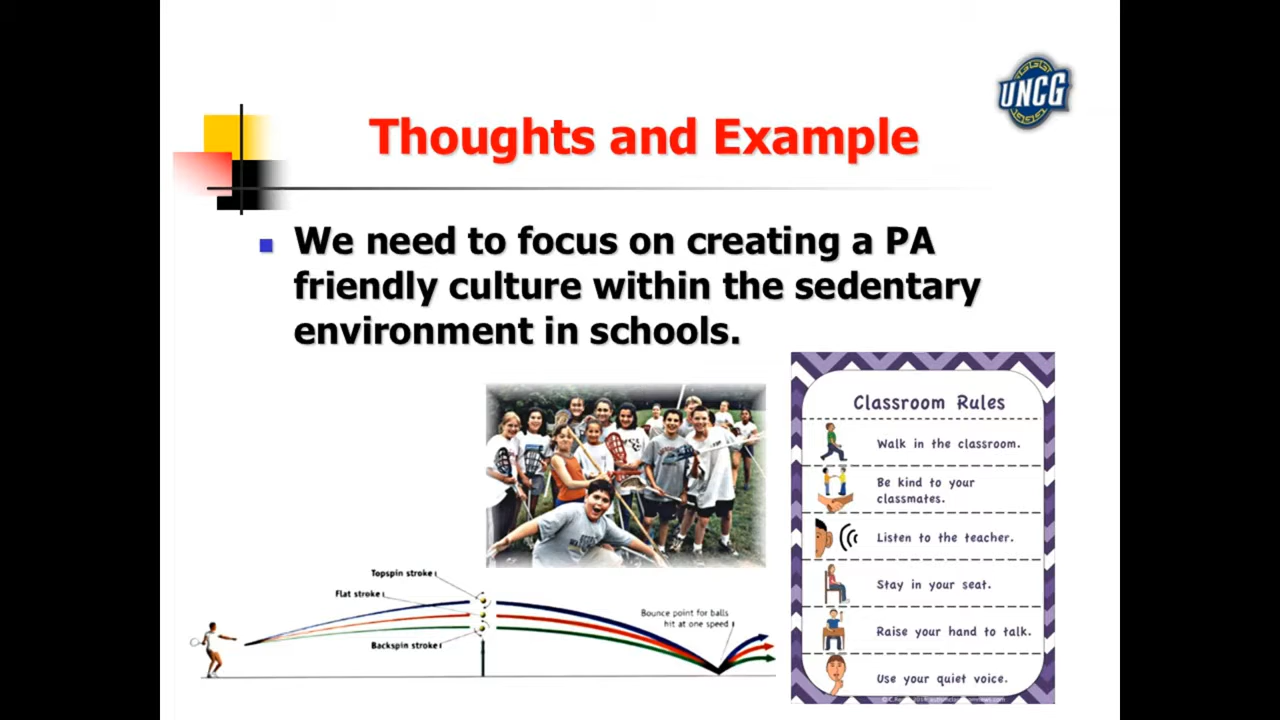 UNCG
Thoughts and Example
We need to focus on creating a PA
friendly culture within the sedentary
environment in schools.
Classroom Rules
Walk in the classroom.
Be kind to your
classmates.
Listen to the teacher.
Stay in your seat.
Raise your hand to talk.
Use your quiet voice.
Topspin stroke
Flat stroke
Backspin stroke
Bounce point for balls
hit at one speed